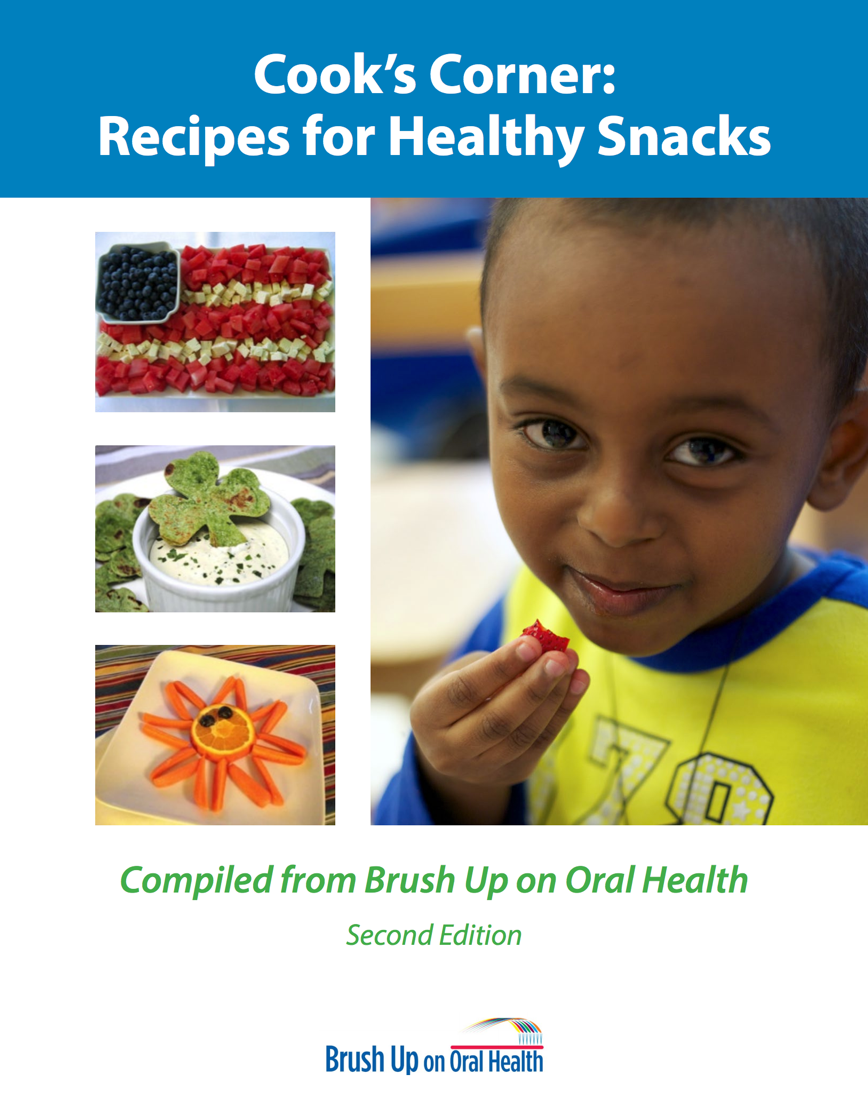 Cook’s Corner:
Recipes for Healthy Snacks
Compiled from Brush Up on Oral Health
Second Edition
Brush Up on Oral Health